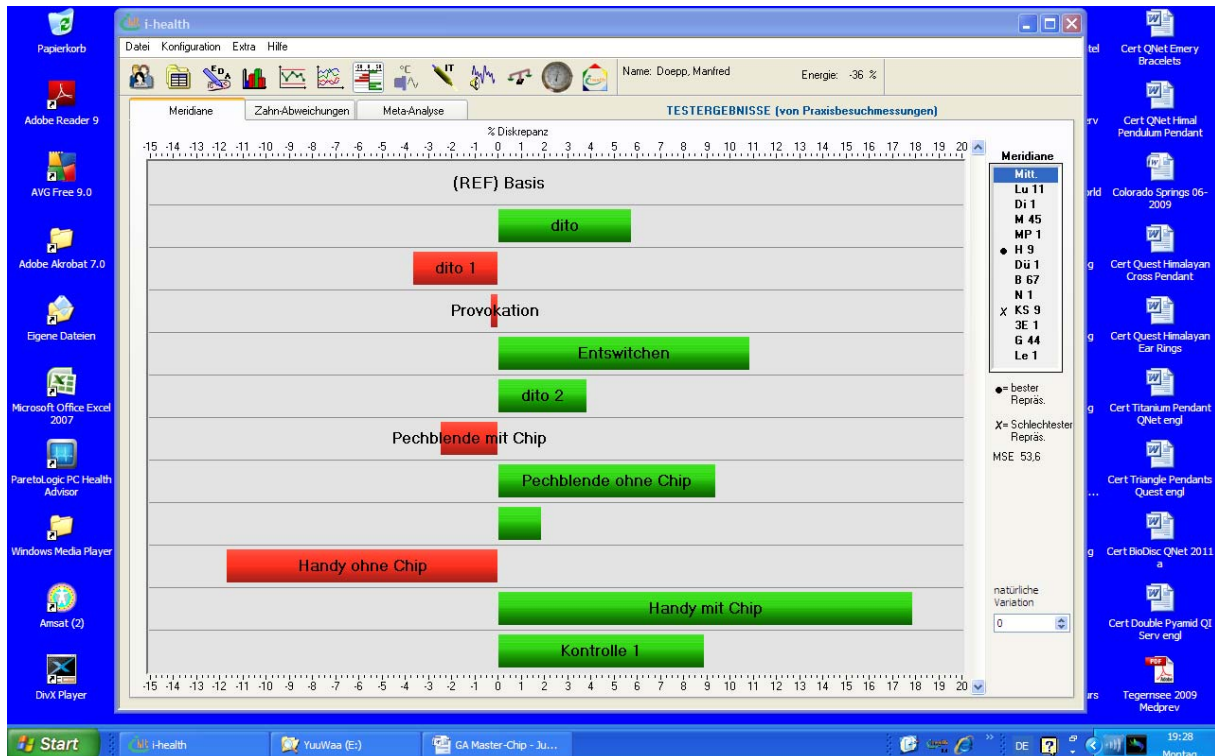 Papierkorb
Adobe Reader 9
AVG Free 9.0
Adobe Akrobat 7.0
Eigene Dateien
Microsoft Office Excel
2007
ParetoLogic PC Health
Advisor
Windows Media Player
Amsat (2)
DivX Player
i-health
Datei Konfiguration Extra Hilfe
EDA
°C
IT
Name: Doepp, Manfred
Energie: -36 %
Meridiane
Zahn-Abweichungen
Meta-Analyse
TESTERGEBNISSE (von Praxisbesuchmessungen)
% Diskrepanz
-15 -14 -13 -12 -11 -10 -9 -8 -7 -6 -5 -4 -3 -2 -1 0 1 2 3 4 5 6 7 8 9 10 11 12 13 14 15 16 17 18 19 20
(REF) Basis
dito
dito 1
Provokation
Entswitchen
dito 2
Pechblende mit Chip
Pechblende ohne Chip
Handy ohne Chip
Handy mit Chip
Kontrolle 1
-15 -14 -13 -12 -11 -10 -9 -8 -7 -6 -5 -4 -3 -2 -1 0 1 2 3 4 5 6 7 8 9 10 11 12 13 14 15 16 17 18 19 20
Meridiane
Mitt.
Lu 11
Di 1
M 45
MP 1
● H 9
Dü 1
B 67
N 1
x KS 9
3E 1
G 44
Le 1
●= bester
Repräs.
X= Schlechtester
Repräs.
MSE 53,6
natürliche
Variation
0
Cert QNet Emery
Bracelets
Cert QNet Himal
Pendulum Pendant
Colorado Springs 06-
2009
Cert Quest Himalayan
Cross Pendant
Cert Quest Himalayan
Ear Rings
Cert Titanium Pendant
QNet engl
Cert Triangle Pendants
Quest engl
Cert BioDisc QNet 2011
a
Cert Double Pyamid QI
Serv engl
Tegernsee 2009
Medprev
Start
i-health
YuuWaa (E:)
GA Master-Chip - Ju...
DE
19:28
Montag